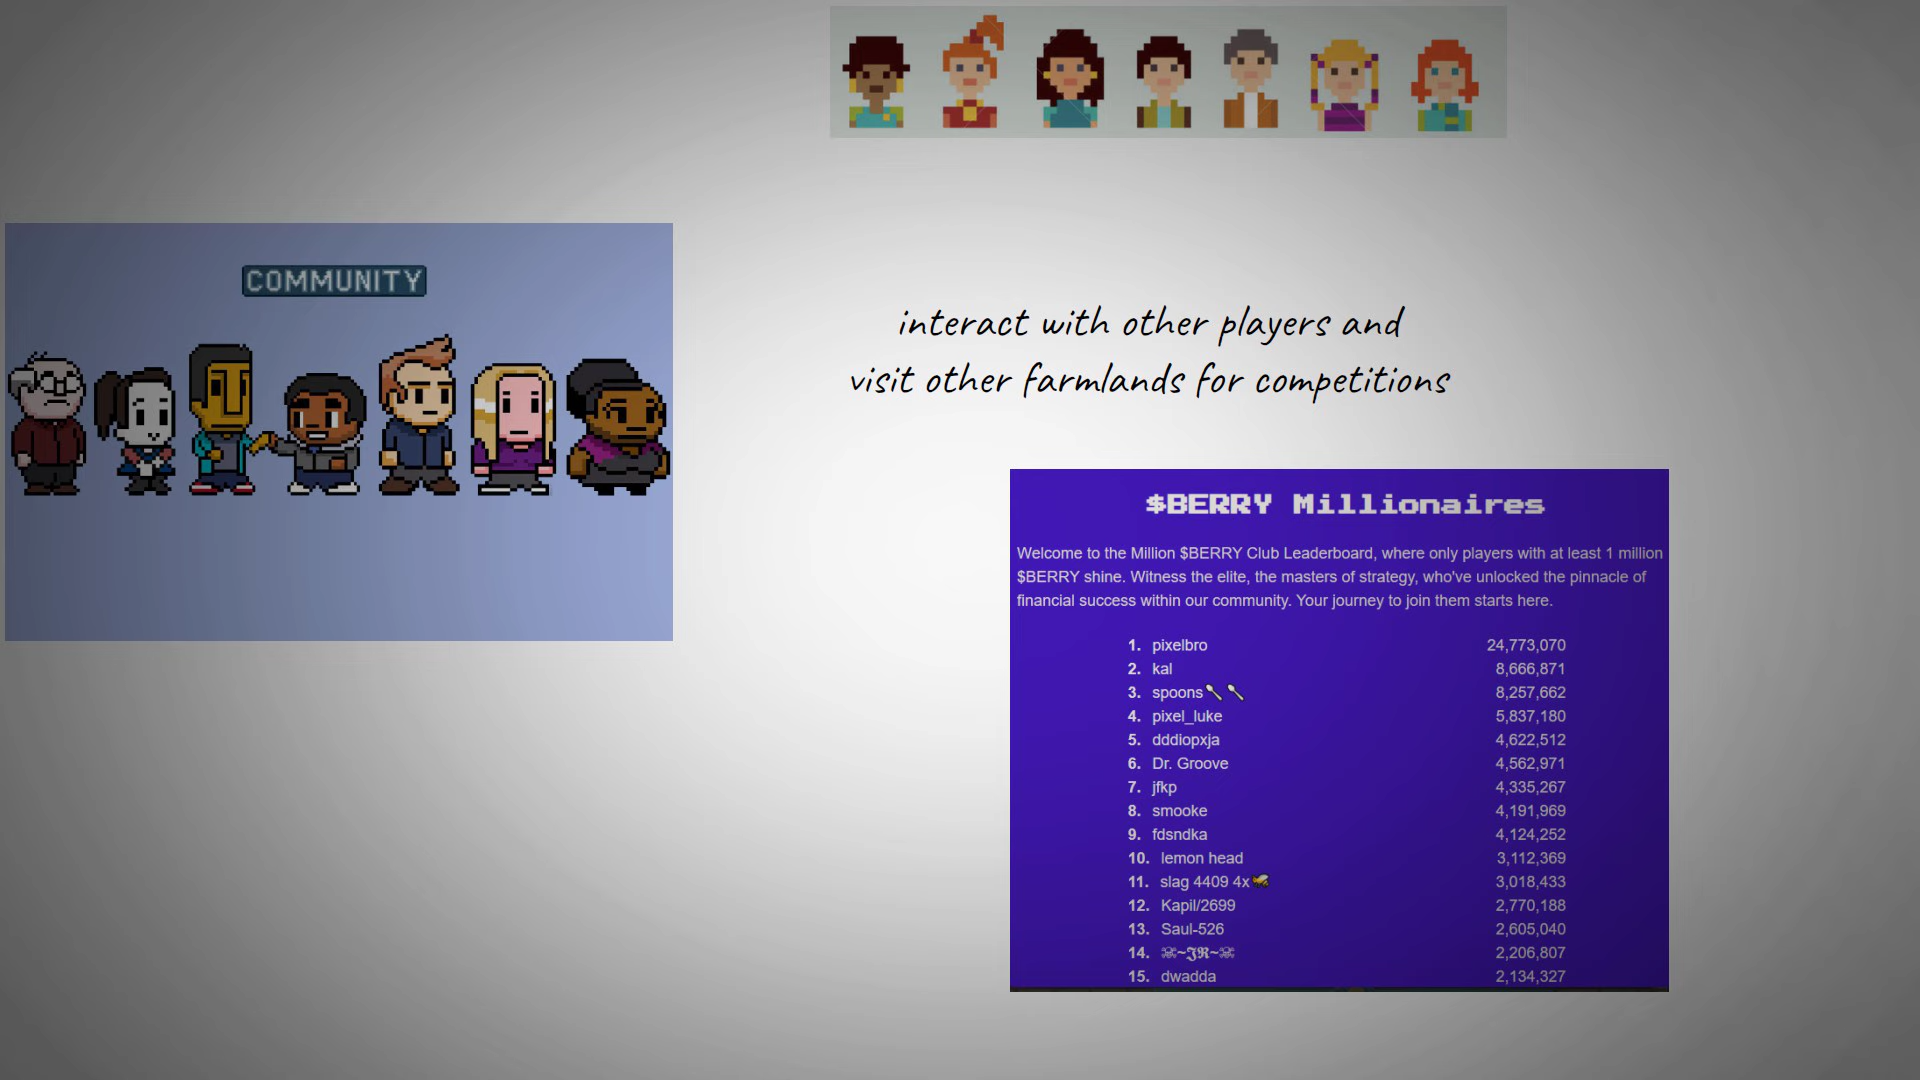 COMMUNITY
interact with other players and
visit other farmlands for competitions
$BERRY Millionaires
Welcome to the Million $BERRY Club Leaderboard, where only players with at least 1 million
$BERRY shine. Witness the elite, the masters of strategy, who've unlocked the pinnacle of
financial success within our community. Your journey to join them starts here.
1. pixelbro 24,773,070
2. kal 8,666,871
3. spoons🥄🥄 8,257,662
4. pixel_luke 5,837,180
5. dddiopxja 4,622,512
6. Dr. Groove 4,562,971
7. jfkp 4,335,267
8. smooke 4,191,969
9. fdsndka 4,124,252
10. lemon head 3,112,369
11. slag 4409 4x🐝 3,018,433
12. Kapil/2699 2,770,188
13. Saul-526 2,605,040
14. ☠~𝕴𝕽~☠ 2,206,807
15. dwadda 2,134,327